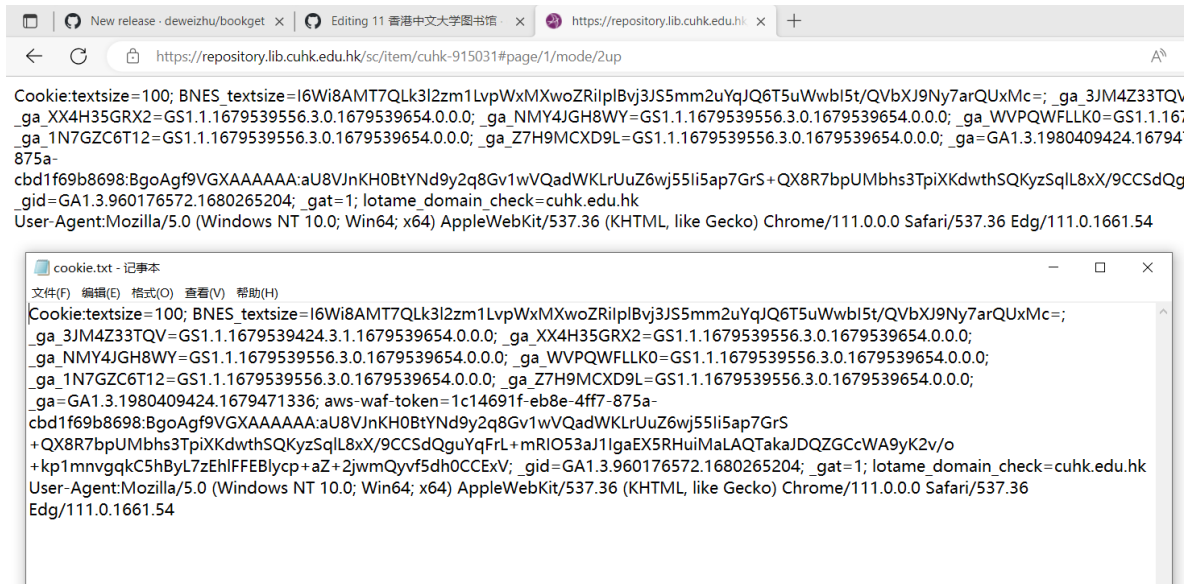 New release · deweizhu/bookget
Editing 11 香港中文大学图书馆 ·
https://repository.lib.cuhk.edu.hk
https://repository.lib.cuhk.edu.hk/sc/item/cuhk-915031#page/1/mode/2up
Cookie:textsize=100; BNES_textsize=I6Wi8AMT7QLk3l2zm1LvpWxMXwoZRiIplBvj3JS5mm2uYqJQ6T5uWwbI5t/QVbXJ9Ny7arQUxMc=; _ga_3JM4Z33TQV
_ga_XX4H35GRX2=GS1.1.1679539556.3.0.1679539654.0.0.0; _ga_NMY4JGH8WY=GS1.1.1679539556.3.0.1679539654.0.0.0; _ga_WVPQWFLLK0=GS1.1.167
_ga_1N7GZC6T12=GS1.1.1679539556.3.0.1679539654.0.0.0; _ga_Z7H9MCXD9L=GS1.1.1679539556.3.0.1679539654.0.0.0; _ga=GA1.3.1980409424.16794
875a-
cbd1f69b8698:BgoAgf9VGXAAAAAA:aU8VJnKH0BtYNd9y2q8Gv1wVQadWKLrUuZ6wj55Ii5ap7GrS+QX8R7bpUMbhs3TpiXKdwthSQKyzSqlL8xX/9CCSdQg
_gid=GA1.3.960176572.1680265204; _gat=1; lotame_domain_check=cuhk.edu.hk
User-Agent:Mozilla/5.0 (Windows NT 10.0; Win64; x64) AppleWebKit/537.36 (KHTML, like Gecko) Chrome/111.0.0.0 Safari/537.36 Edg/111.0.1661.54
cookie.txt - 记事本
文件(F) 编辑(E) 格式(O) 查看(V) 帮助(H)
Cookie:textsize=100; BNES_textsize=I6Wi8AMT7QLk3l2zm1LvpWxMXwoZRiIplBvj3JS5mm2uYqJQ6T5uWwbI5t/QVbXJ9Ny7arQUxMc=;
_ga_3JM4Z33TQV=GS1.1.1679539424.3.1.1679539654.0.0.0; _ga_XX4H35GRX2=GS1.1.1679539556.3.0.1679539654.0.0.0;
_ga_NMY4JGH8WY=GS1.1.1679539556.3.0.1679539654.0.0.0; _ga_WVPQWFLLK0=GS1.1.1679539556.3.0.1679539654.0.0.0;
_ga_1N7GZC6T12=GS1.1.1679539556.3.0.1679539654.0.0.0; _ga_Z7H9MCXD9L=GS1.1.1679539556.3.0.1679539654.0.0.0;
_ga=GA1.3.1980409424.1679471336; aws-waf-token=1c14691f-eb8e-4ff7-875a-
cbd1f69b8698:BgoAgf9VGXAAAAAA:aU8VJnKH0BtYNd9y2q8Gv1wVQadWKLrUuZ6wj55Ii5ap7GrS
+QX8R7bpUMbhs3TpiXKdwthSQKyzSqlL8xX/9CCSdQguYqFrL+mRIO53aJ1IgaEX5RHuiMaLAQTakaJDQZGCcWA9yK2v/o
+kp1mnvgqkC5hByL7zEhlFFEBlycp+aZ+2jwmQyvf5dh0CCExV; _gid=GA1.3.960176572.1680265204; _gat=1; lotame_domain_check=cuhk.edu.hk
User-Agent:Mozilla/5.0 (Windows NT 10.0; Win64; x64) AppleWebKit/537.36 (KHTML, like Gecko) Chrome/111.0.0.0 Safari/537.36
Edg/111.0.1661.54